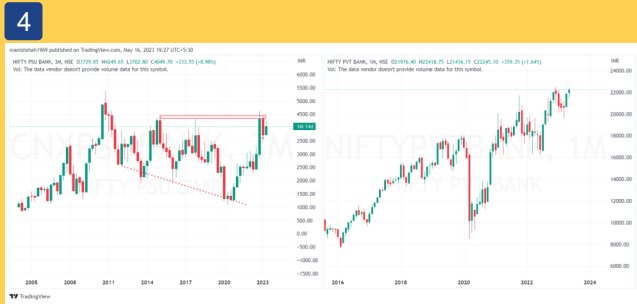 4
manishshah1969 published on TradingView.com, May 16, 2023 19:27 UTC+5:30
NIFTY PSU BANK, 3M, NSE O3729.85 H4249.65 L3702.80 C4049.70 +333.55 (+8.98%)
Vol: The data vendor doesn't provide volume data for this symbol.
INR
6000.00
5500.00
5000.00
4500.00
4000.00
3500.00
3000.00
2500.00
2000.00
1500.00
1000.00
500.00
0.00
-500.00
-1000.00
-1500.00
2005 2008 2011 2014 2017 2020 2023
NIFTY PVT BANK, 1M, NSE O21976.40 H22418.75 L21436.15 C22245.10 +359.35 (+1.64%)
Vol: The data vendor doesn't provide volume data for this symbol.
INR
24000.00
22000.00
20000.00
18000.00
16000.00
14000.00
12000.00
10000.00
8000.00
6000.00
2016 2018 2020 2022 2024
TradingView